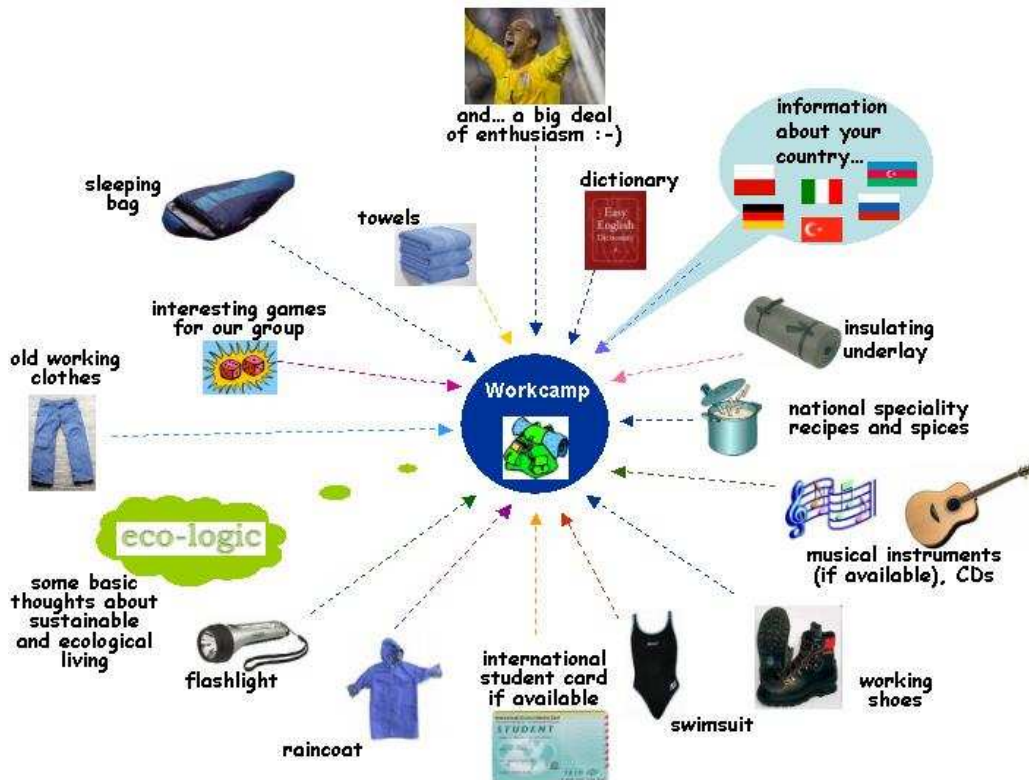 and... a big deal
of enthusiasm :-)
information
about your
country...
sleeping
bag
towels
dictionary
Easy
English
Dictionary
interesting games
for our group
insulating
underlay
old working
clothes
Workcamp
national speciality
recipes and spices
eco-logic
musical instruments
(if available), CDs
some basic
thoughts about
sustainable
and ecological
living
flashlight
raincoat
international
student card
if available
STUDENT
swimsuit
working
shoes